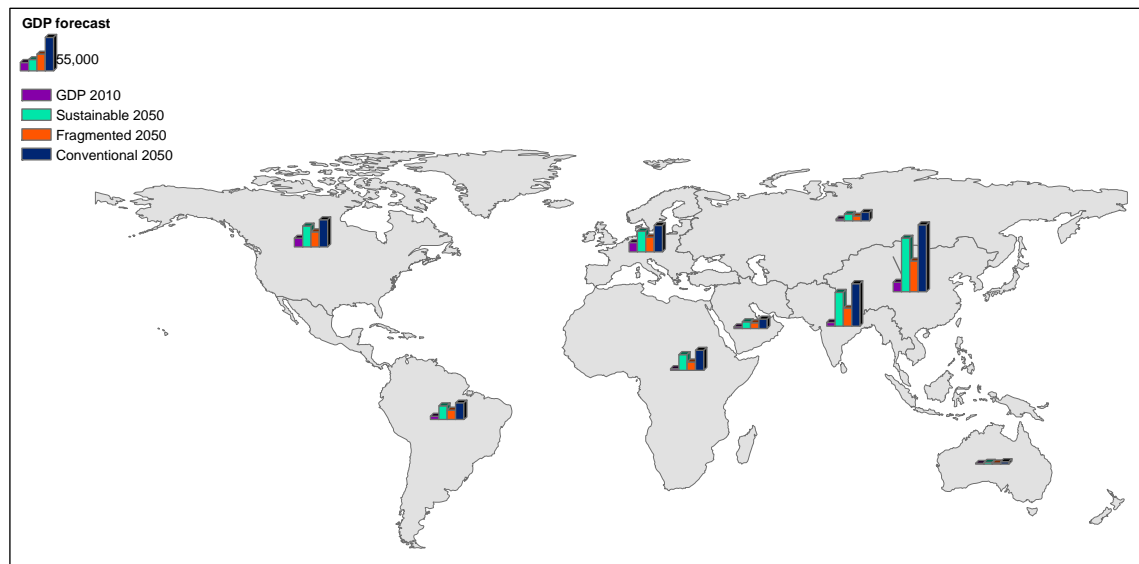 GDP forecast
55,000
GDP 2010
Sustainable 2050
Fragmented 2050
Conventional 2050